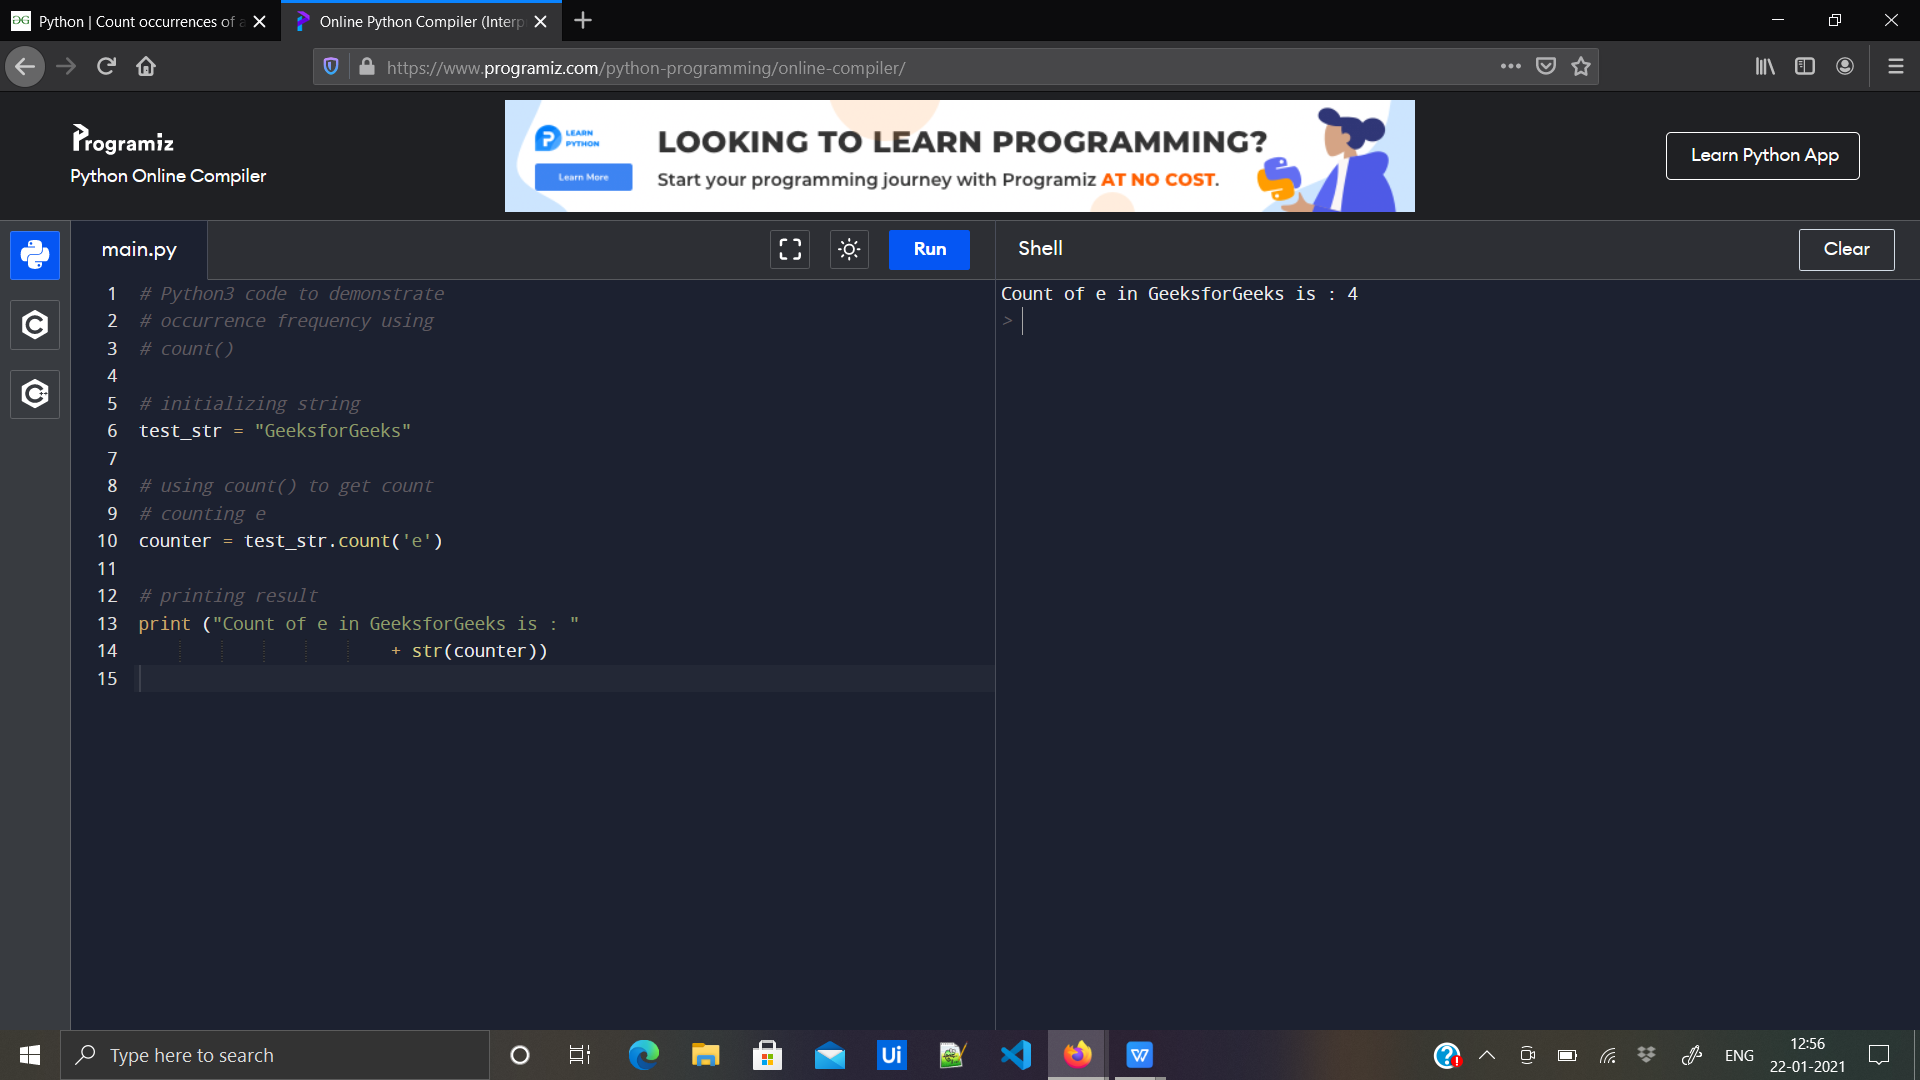 Python | Count occurrences of a
Online Python Compiler (Interp
https://www.programiz.com/python-programming/online-compiler/
Programiz
Python Online Compiler
LEARN
PYTHON
Learn More
LOOKING TO LEARN PROGRAMMING?
Start your programming journey with Programiz AT NO COST.
Learn Python App
main.py
Run
Shell
Clear
1 # Python3 code to demonstrate
2 # occurrence frequency using
3 # count()
4
5 # initializing string
6 test_str = "GeeksforGeeks"
7
8 # using count() to get count
9 # counting e
10 counter = test_str.count('e')
11
12 # printing result
13 print ("Count of e in GeeksforGeeks is : "
14 + str(counter))
15
Count of e in GeeksforGeeks is : 4
>
Type here to search
Ui
W
ENG
12:56
22-01-2021